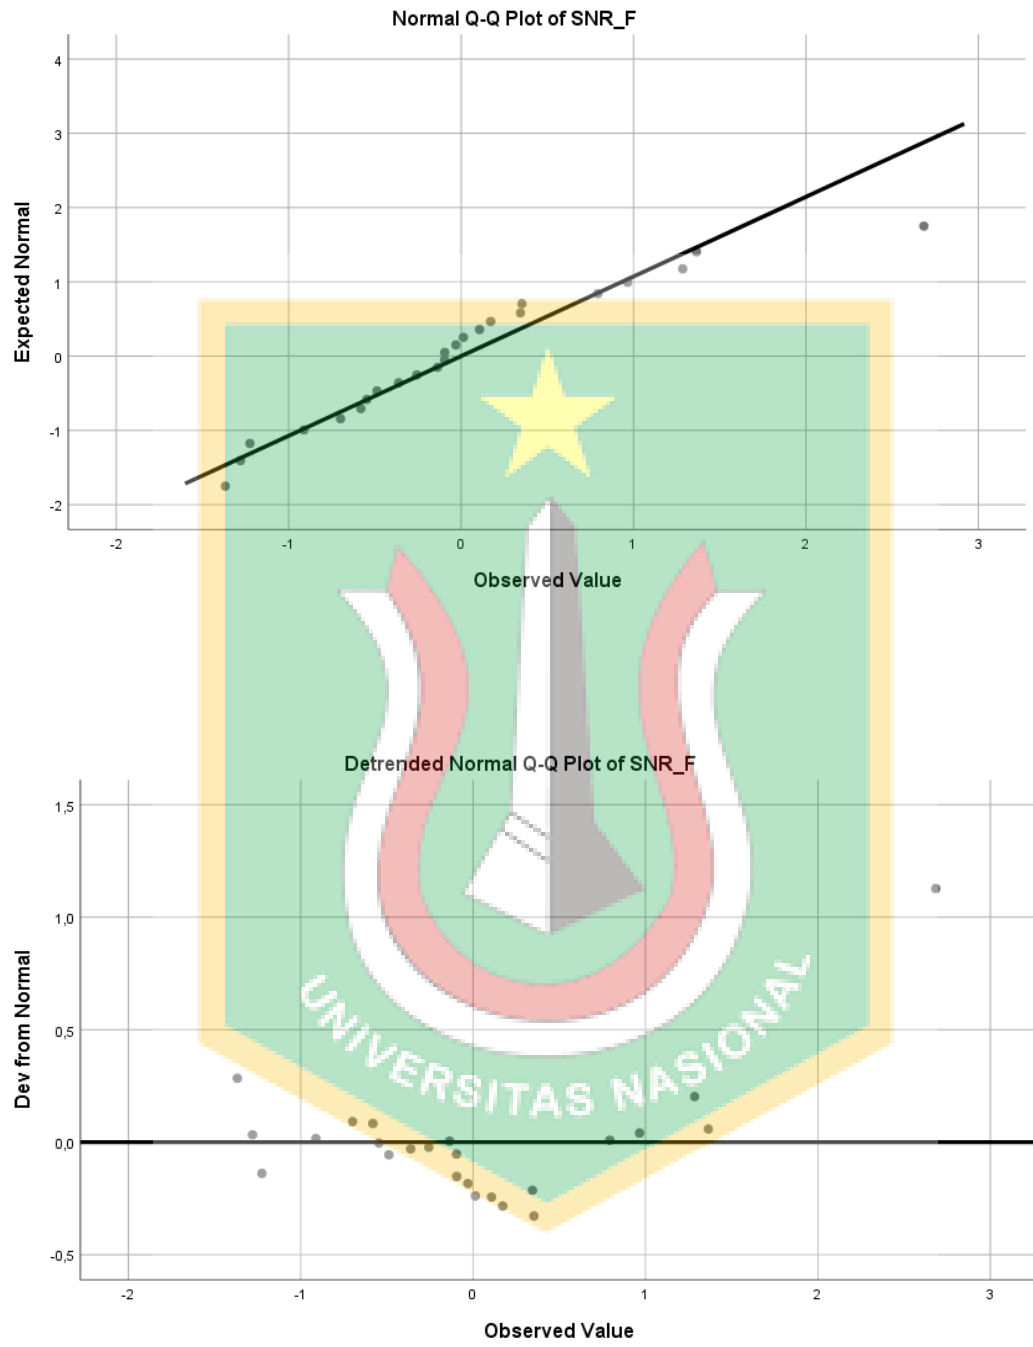 Normal Q-Q Plot of SNR_F
4
3
2
1
0
-1
-2
Expected Normal
-2 -1 0 1 2 3
Observed Value
Detrended Normal Q-Q Plot of SNR_F
1,5
1,0
0,5
0,0
-0,5
Dev from Normal
UNIVERSITAS NASIONAL
-2 -1 0 1 2 3
Observed Value